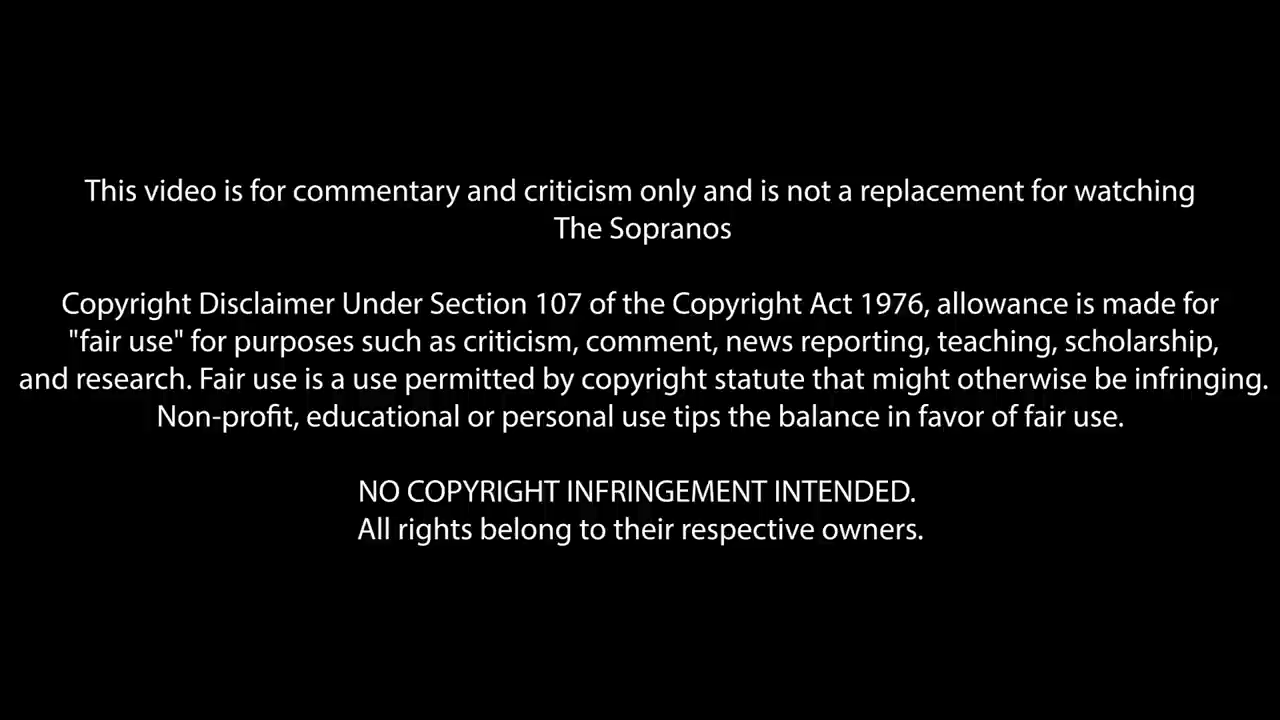 This video is for commentary and criticism only and is not a replacement for watching
The Sopranos
Copyright Disclaimer Under Section 107 of the Copyright Act 1976, allowance is made for
"fair use" for purposes such as criticism, comment, news reporting, teaching, scholarship,
and research. Fair use is a use permitted by copyright statute that might otherwise be infringing.
Non-profit, educational or personal use tips the balance in favor of fair use.
NO COPYRIGHT INFRINGEMENT INTENDED.
All rights belong to their respective owners.